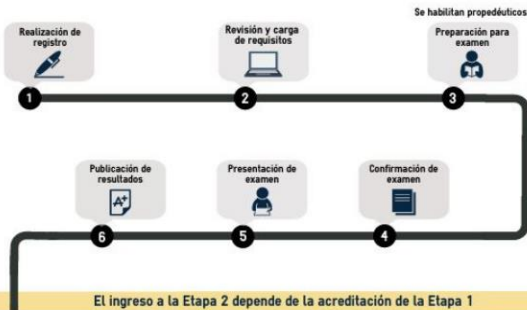 Se habilitan propedéuticos
Realización de
registro
Revisión y carga
de requisitos
Preparación para
examen
1
2
3
Publicación de
resultados
A+
Presentación de
examen
Confirmación de
examen
6
5
4
El ingreso a la Etapa 2 depende de la acreditación de la Etapa 1